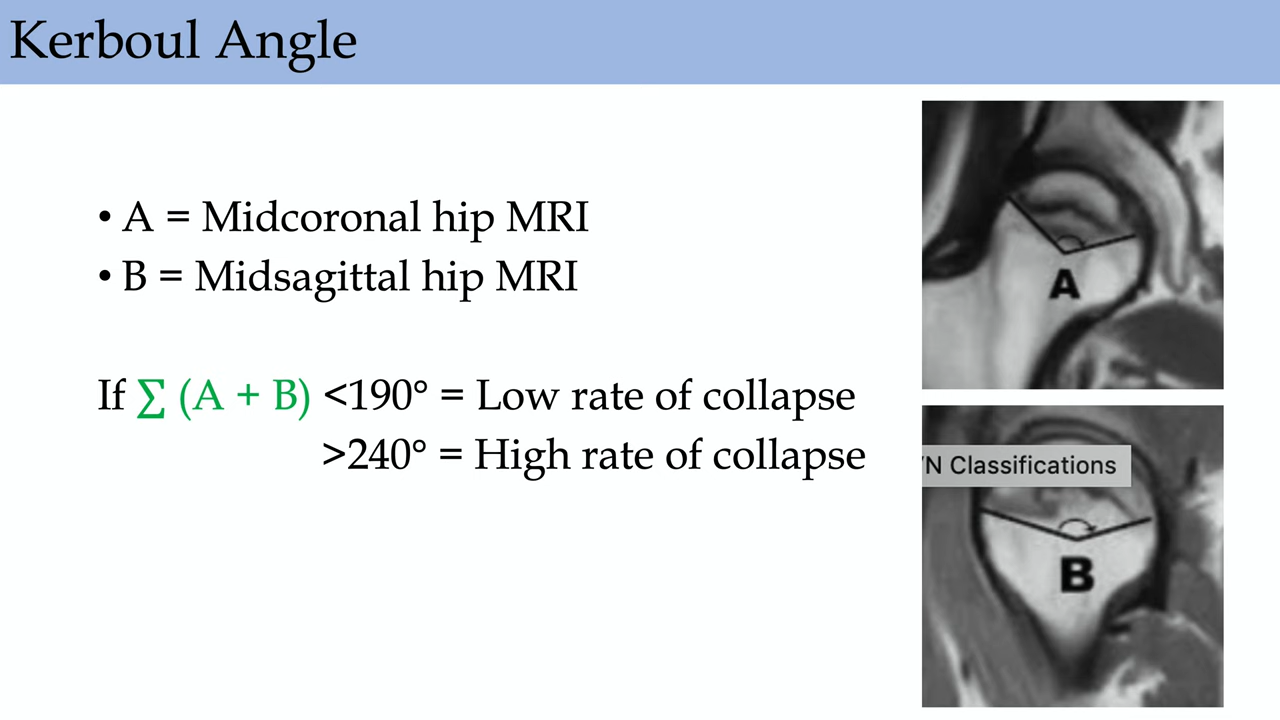 Kerboul Angle
• A = Midcoronal hip MRI
• B = Midsagittal hip MRI
If ∑ (A + B) <190° = Low rate of collapse
>240° = High rate of collapse
A
N Classifications
B